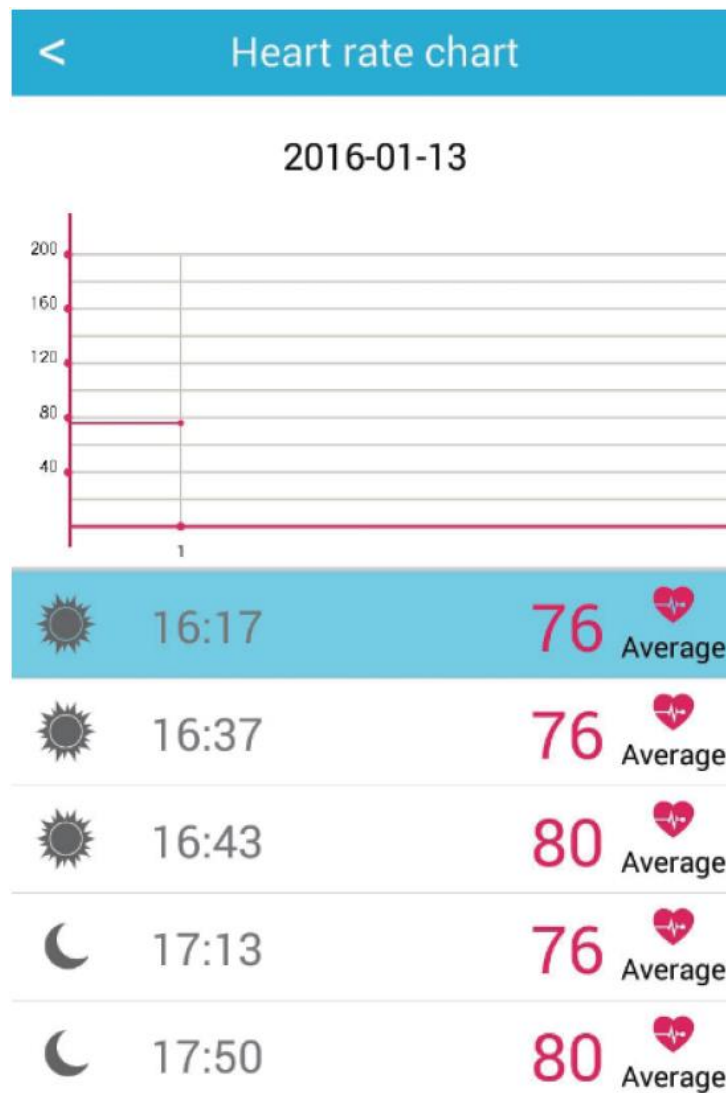 < Heart rate chart
2016-01-13
200
160
120
80
40
1
16:17 76 Average
16:37 76 Average
16:43 80 Average
17:13 76 Average
17:50 80 Average